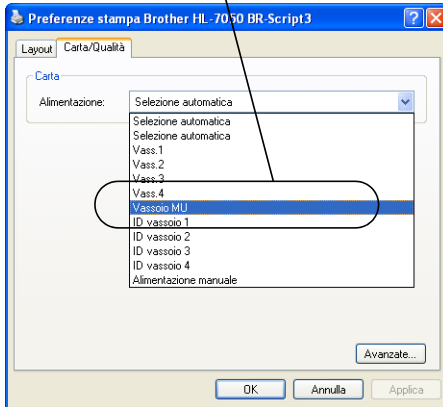 Preferenze stampa Brother HL-7050 BR-Script3
Layout Carta/Qualità
Carta
Alimentazione: Selezione automatica
Selezione automatica
Selezione automatica
Vass.1
Vass.2
Vass.3
Vass.4
Vassoio MU
ID vassoio 1
ID vassoio 2
ID vassoio 3
ID vassoio 4
Alimentazione manuale
Avanzate...
OK Annulla Applica